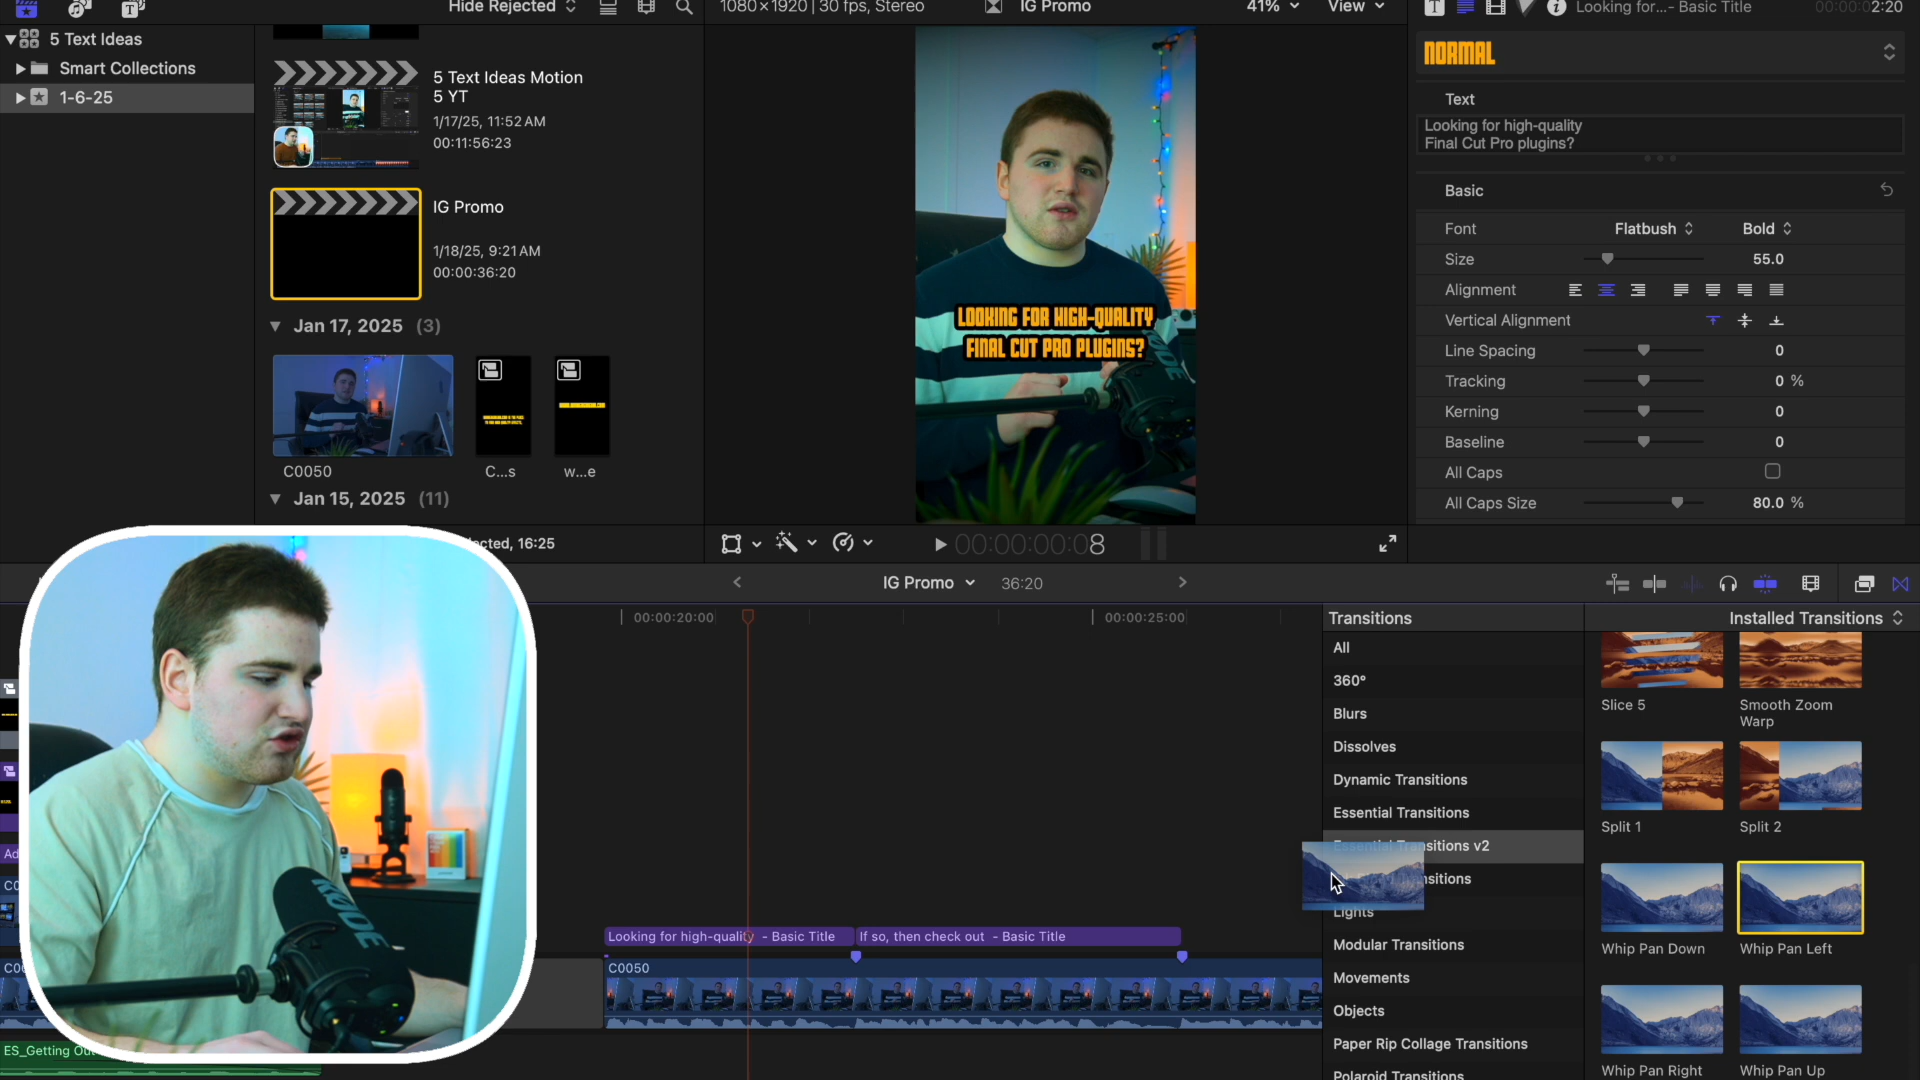 Hide Rejected
1080×1920 | 30 fps, Stereo
IG Promo
41%
View
Looking for...- Basic Title
00:00:02:20
5 Text Ideas
Smart Collections
1-6-25
5 Text Ideas Motion
5 YT
1/17/25, 11:52 AM
00:11:56:23
IG Promo
1/18/25, 9:21 AM
00:00:36:20
Jan 17, 2025 (3)
C0050
C...s
w...e
Jan 15, 2025 (11)
cted, 16:25
LOOKING FOR HIGH-QUALITY
FINAL CUT PRO PLUGINS?
00:00:00:08
NORMAL
Text
Looking for high-quality
Final Cut Pro plugins?
Basic
Font
Flatbush
Bold
Size
55.0
Alignment
Vertical Alignment
Line Spacing
0
Tracking
0 %
Kerning
0
Baseline
0
All Caps
All Caps Size
80.0 %
IG Promo
36:20
00:00:20:00
00:00:25:00
Looking for high-quality - Basic Title
If so, then check out - Basic Title
C0050
Ad
ES_Getting Ou
RODE
Transitions
All
360°
Blurs
Dissolves
Dynamic Transitions
Essential Transitions
Essential Transitions v2
nsitions
Lights
Modular Transitions
Movements
Objects
Paper Rip Collage Transitions
Polaroid Transitions
Installed Transitions
Slice 5
Smooth Zoom
Warp
Split 1
Split 2
Whip Pan Down
Whip Pan Left
Whip Pan Right
Whip Pan Up